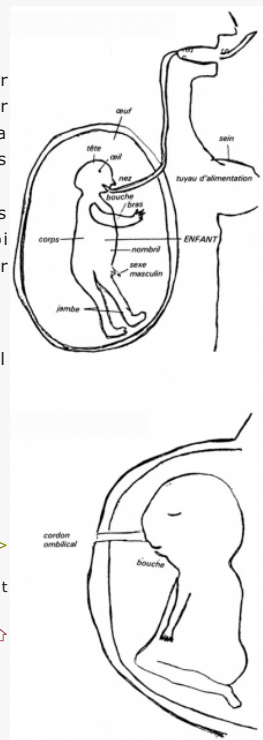 œuf
tête
œil
sein
nez
tuyau d'alimentation
bouche
bras
corps
ENFANT
nombril
sexe
masculin
jambe
cordon
ombilical
bouche